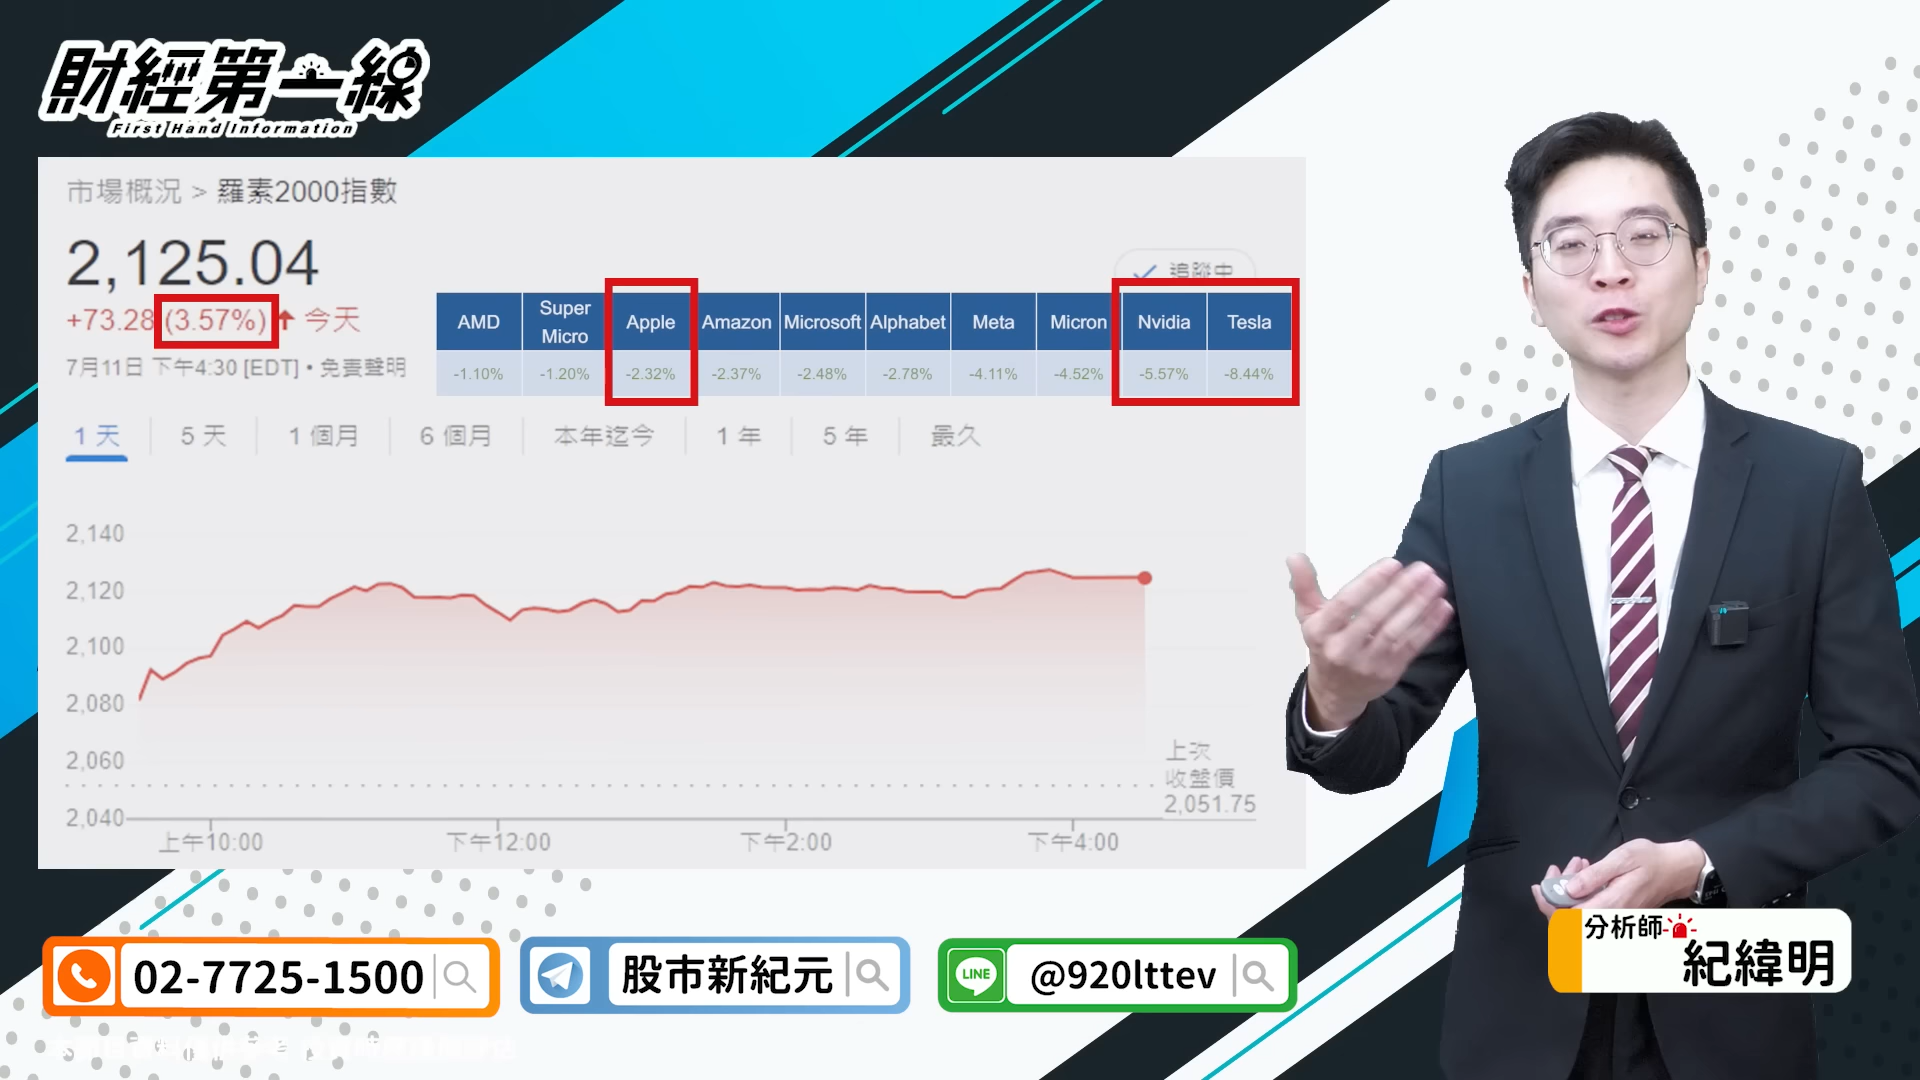 財經第一線
First Hand Information
市場概況 > 羅素2000指數
2,125.04
+73.28 (3.57%) ↑ 今天
7月11日 下午4:30 [EDT] • 免責聲明
追蹤中
AMD Super Micro Apple Amazon Microsoft Alphabet Meta Micron Nvidia Tesla
-1.10% -1.20% -2.32% -2.37% -2.48% -2.78% -4.11% -4.52% -5.57% -8.44%
1 天 5 天 1 個月 6 個月 本年迄今 1 年 5 年 最久
2,140
2,120
2,100
2,080
2,060
2,040
上次
收盤價
2,051.75
上午10:00 下午12:00 下午2:00 下午4:00
分析師
紀緯明
02-7725-1500
股市新紀元
LINE
@920lttev